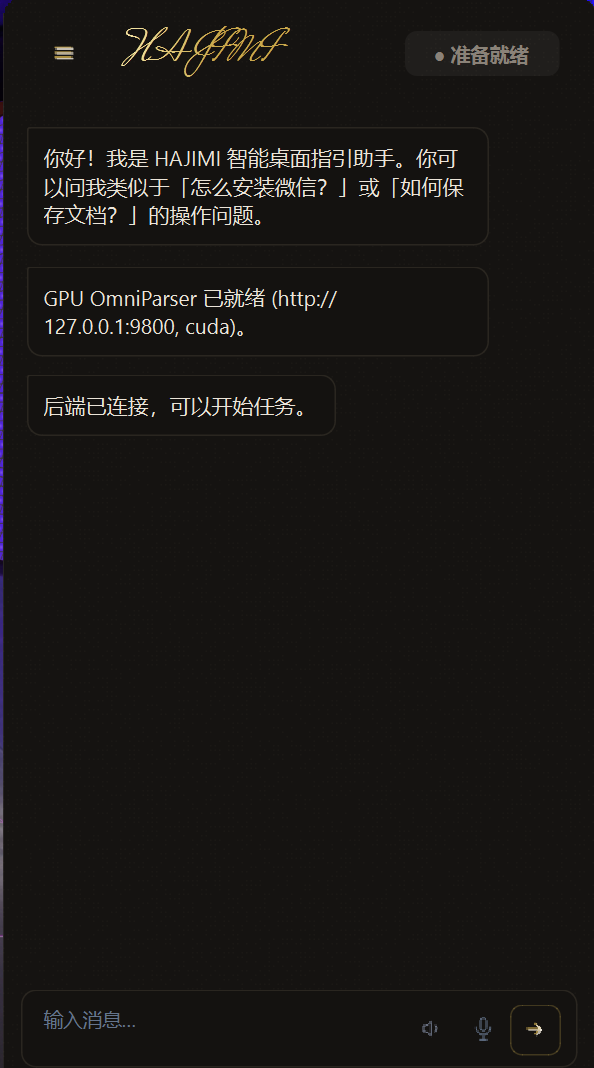 HAJIMI
● 准备就绪
你好！我是 HAJIMI 智能桌面指引助手。你可
以问我类似于「怎么安装微信？」或「如何保
存文档？」的操作问题。
GPU OmniParser 已就绪 (http://
127.0.0.1:9800, cuda)。
后端已连接，可以开始任务。
输入消息...